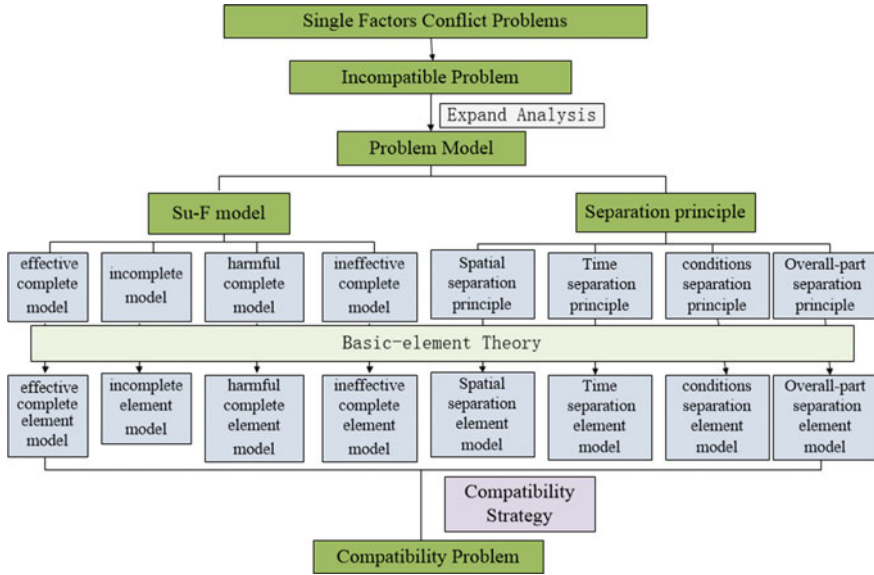 Single Factors Conflict Problems
Incompatible Problem
Expand Analysis
Problem Model
Su-F model
Separation principle
effective
complete
model
incomplete
model
harmful
complete
model
ineffective
complete
model
Spatial
separation
principle
Time
separation
principle
conditions
separation
principle
Overall-part
separation
principle
Basic-element Theory
effective
complete
element
model
incomplete
element
model
harmful
complete
element
model
ineffective
complete
element
model
Spatial
separation
element
model
Time
separation
element
model
conditions
separation
element
model
Overall-part
separation
element
model
Compatibility
Strategy
Compatibility Problem